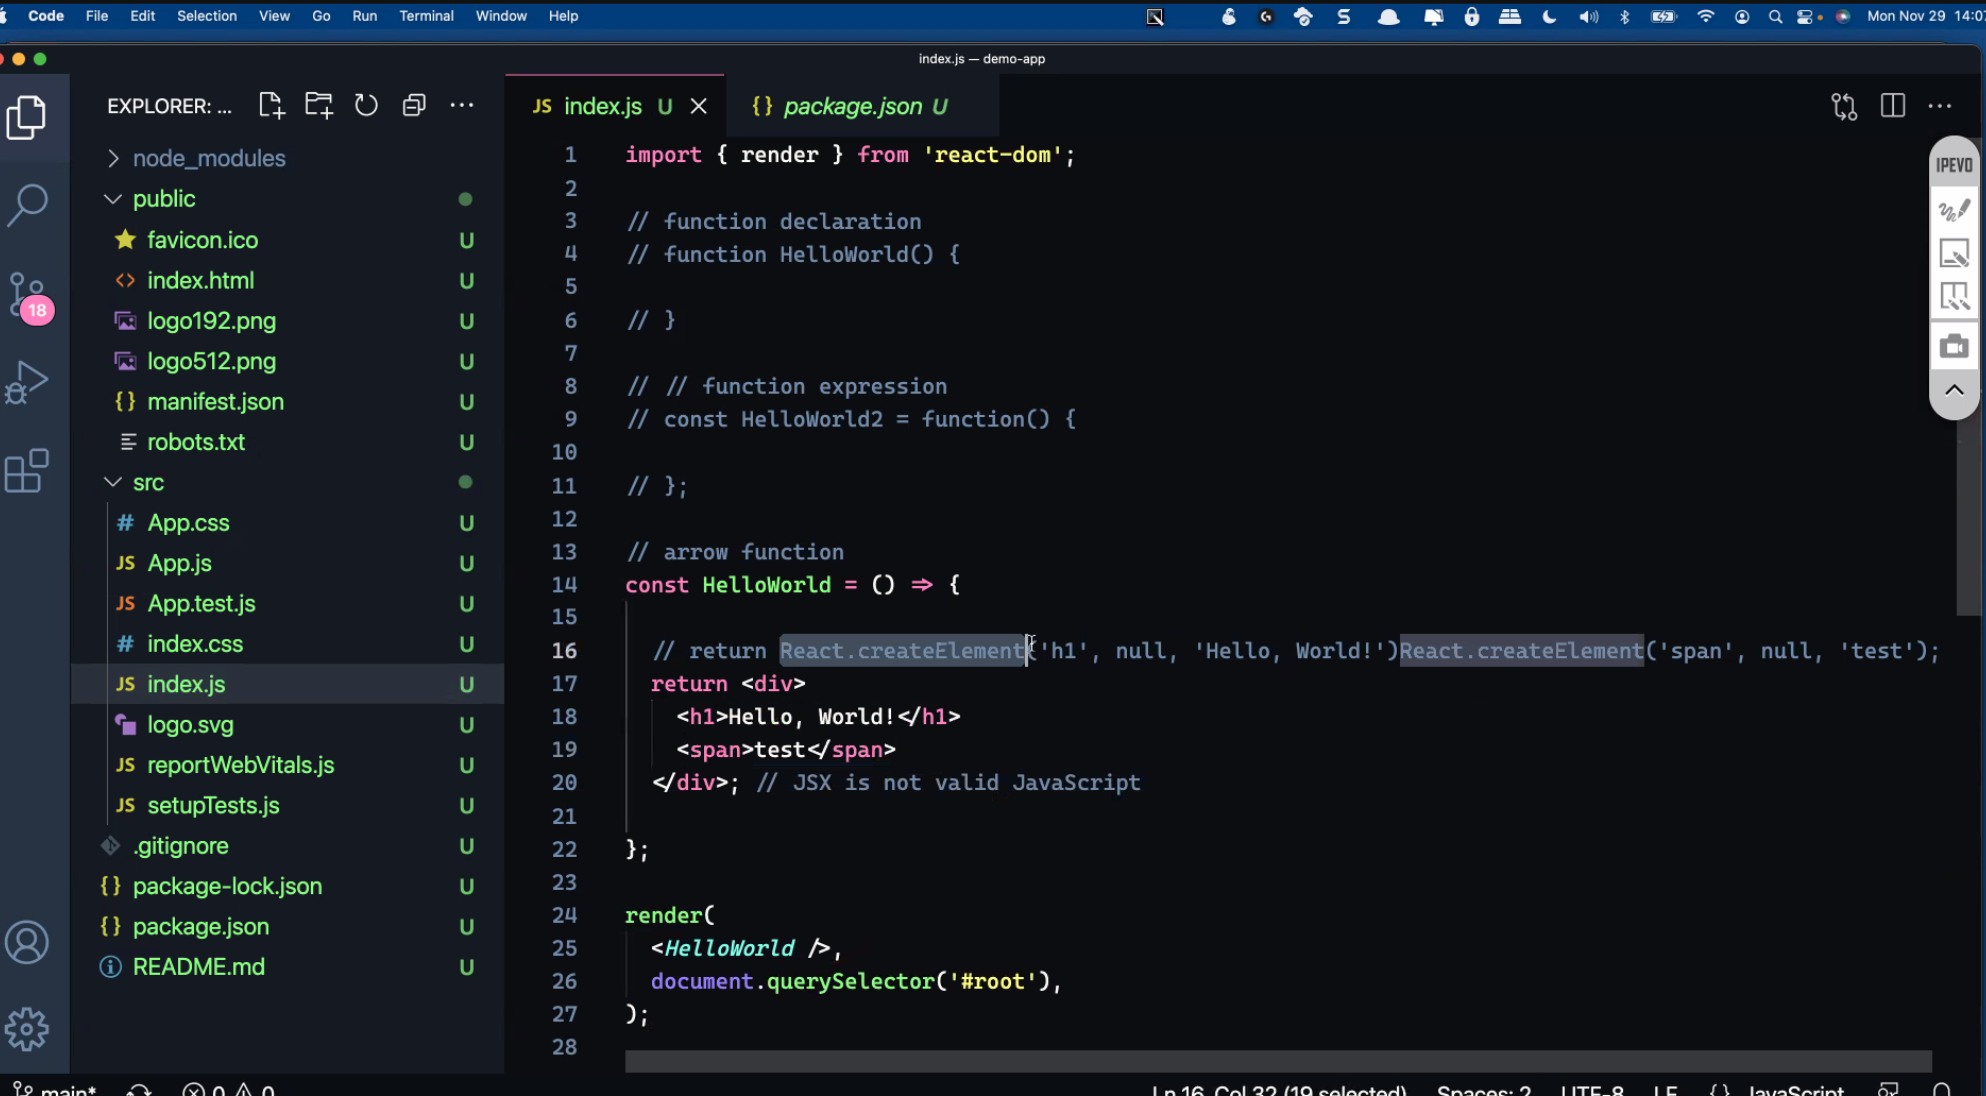 Code File Edit Selection View Go Run Terminal Window Help Mon Nov 29 14:07
index.js — demo-app
EXPLORER: ...
JS index.js U
{} package.json U
node_modules
public
favicon.ico U
index.html U
logo192.png U
logo512.png U
manifest.json U
robots.txt U
src
App.css U
App.js U
App.test.js U
index.css U
index.js U
logo.svg U
reportWebVitals.js U
setupTests.js U
.gitignore U
package-lock.json U
package.json U
README.md U
18
1 import { render } from 'react-dom';
2
3 // function declaration
4 // function HelloWorld() {
5
6 // }
7
8 // // function expression
9 // const HelloWorld2 = function() {
10
11 // };
12
13 // arrow function
14 const HelloWorld = () => {
15
16 // return React.createElement('h1', null, 'Hello, World!')React.createElement('span', null, 'test');
17 return <div>
18 <h1>Hello, World!</h1>
19 <span>test</span>
20 </div>; // JSX is not valid JavaScript
21
22 };
23
24 render(
25 <HelloWorld />,
26 document.querySelector('#root'),
27 );
28
IPEVO
main* 0 0 Ln 16, Col 32 (19 selected) Spaces: 2 UTF-8 LF {} JavaScript